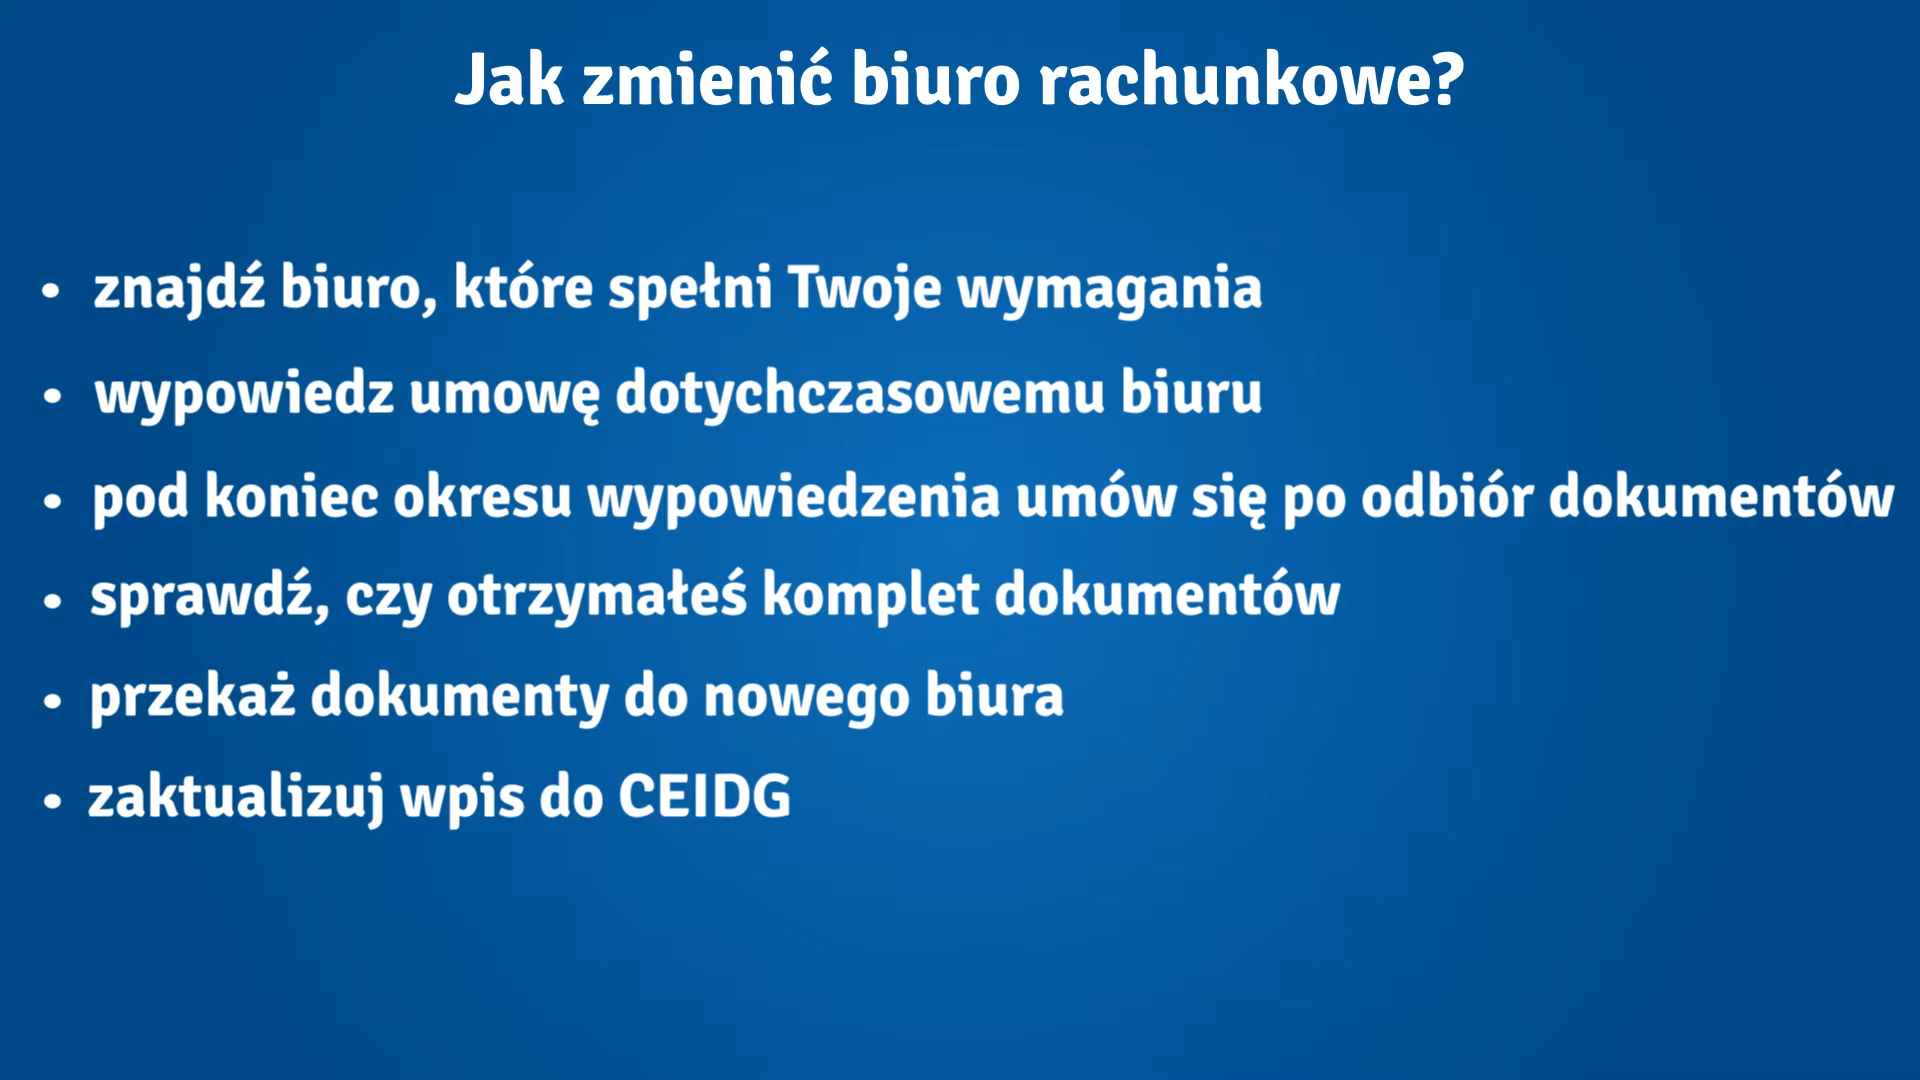 Jak zmienić biuro rachunkowe?
• znajdź biuro, które spełni Twoje wymagania
• wypowiedz umowę dotychczasowemu biuru
• pod koniec okresu wypowiedzenia umów się po odbiór dokumentów
• sprawdź, czy otrzymałeś komplet dokumentów
• przekaż dokumenty do nowego biura
• zaktualizuj wpis do CEIDG